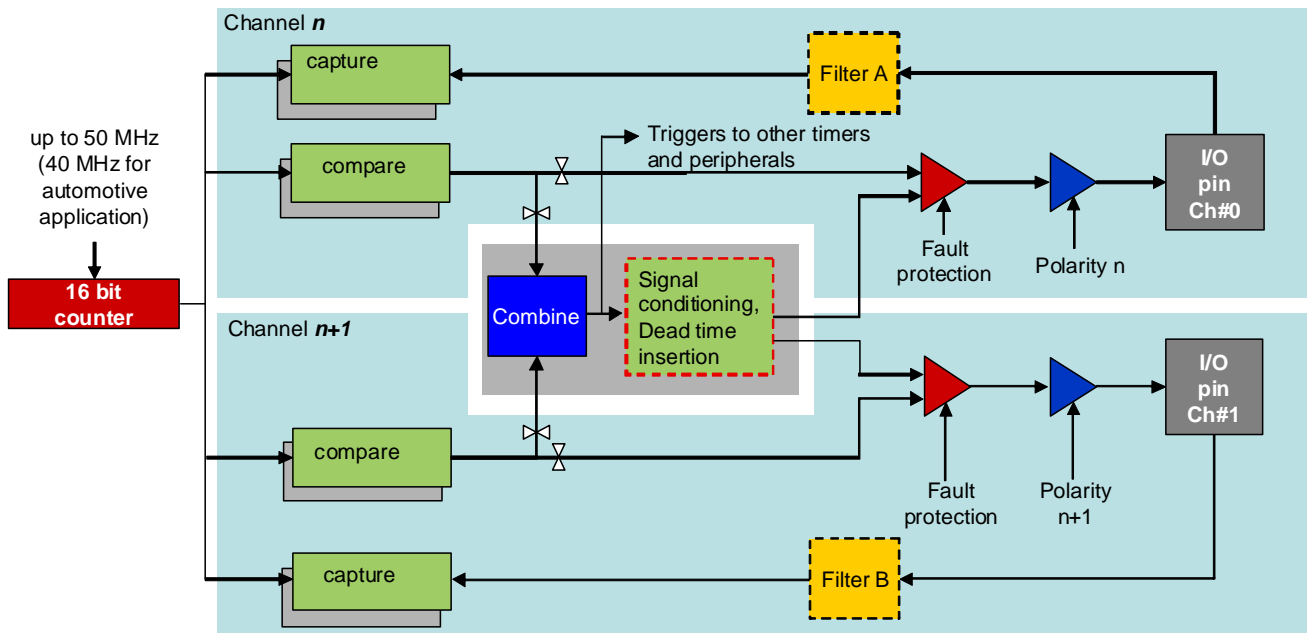 Channel n
capture
Filter A
up to 50 MHz
(40 MHz for
automotive
application)
Triggers to other timers
and peripherals
compare
I/O
pin
Ch#0
Fault
protection
Polarity n
16 bit
counter
Combine
Signal
conditioning,
Dead time
insertion
Channel n+1
I/O
pin
Ch#1
compare
Fault
protection
Polarity
n+1
capture
Filter B